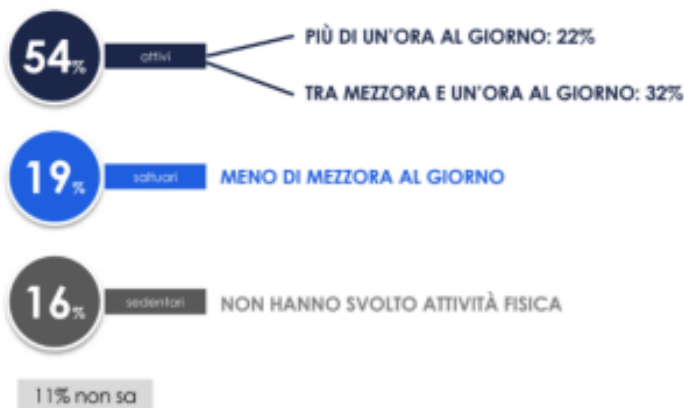 54%
attivi
PIÙ DI UN'ORA AL GIORNO: 22%
TRA MEZZORA E UN'ORA AL GIORNO: 32%
19%
saltuari
MENO DI MEZZORA AL GIORNO
16%
sedentari
NON HANNO SVOLTO ATTIVITÀ FISICA
11% non sa